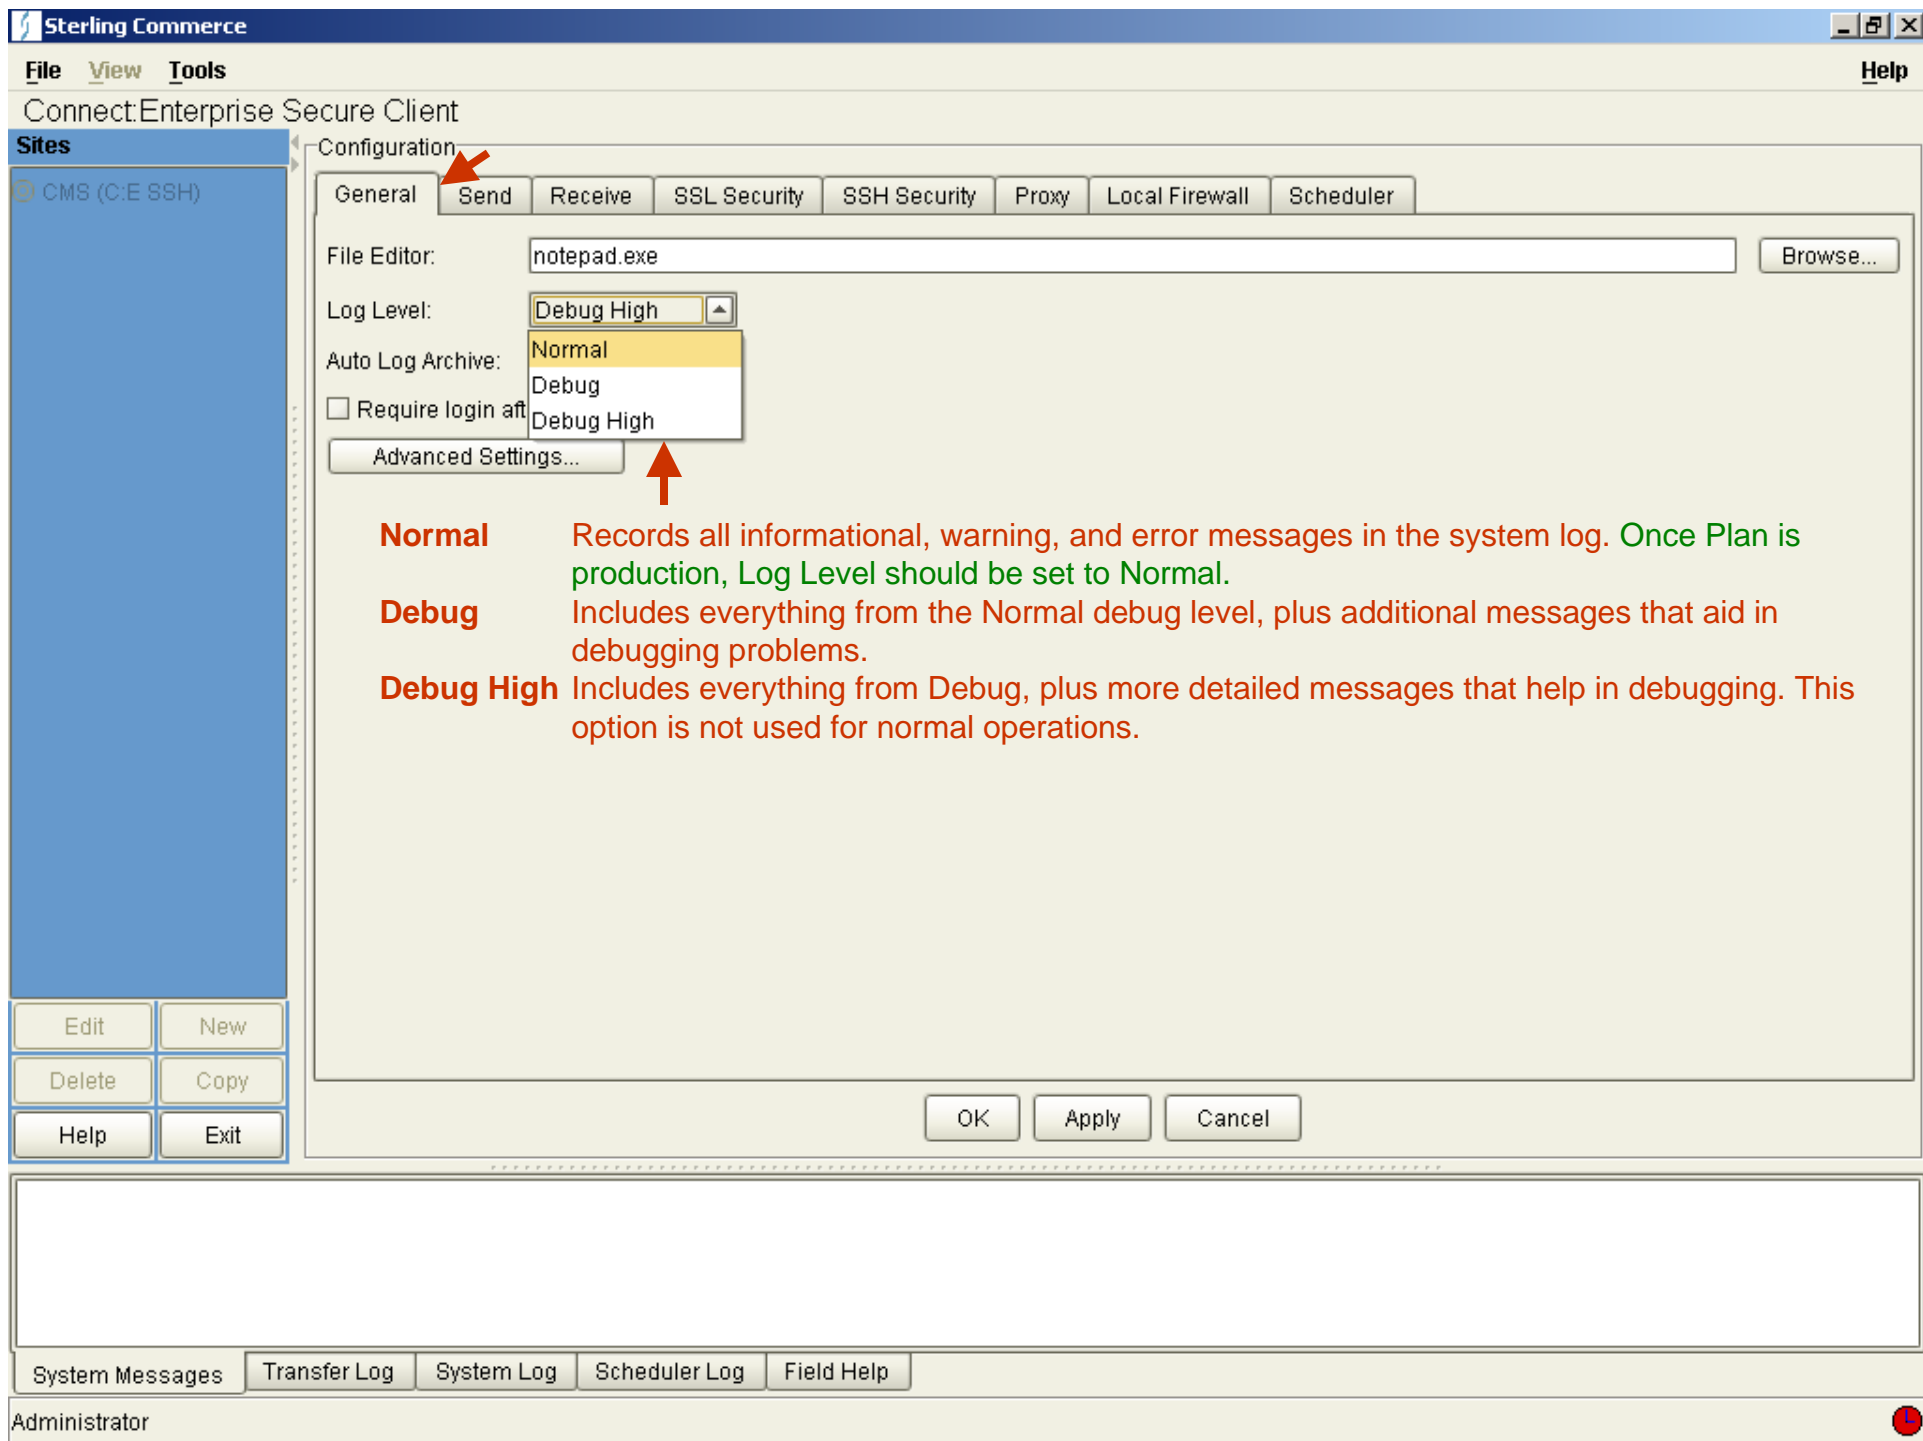 Sterling Commerce
File View Tools Help
Connect:Enterprise Secure Client
Sites
CMS (C:E SSH)
Configuration
General Send Receive SSL Security SSH Security Proxy Local Firewall Scheduler
File Editor: notepad.exe Browse...
Log Level: Debug High
Normal
Auto Log Archive:
Debug
Require login aft
Debug High
Advanced Settings...
Normal Records all informational, warning, and error messages in the system log. Once Plan is
production, Log Level should be set to Normal.
Debug Includes everything from the Normal debug level, plus additional messages that aid in
debugging problems.
Debug High Includes everything from Debug, plus more detailed messages that help in debugging. This
option is not used for normal operations.
Edit New
Delete Copy
Help Exit
OK Apply Cancel
System Messages Transfer Log System Log Scheduler Log Field Help
Administrator